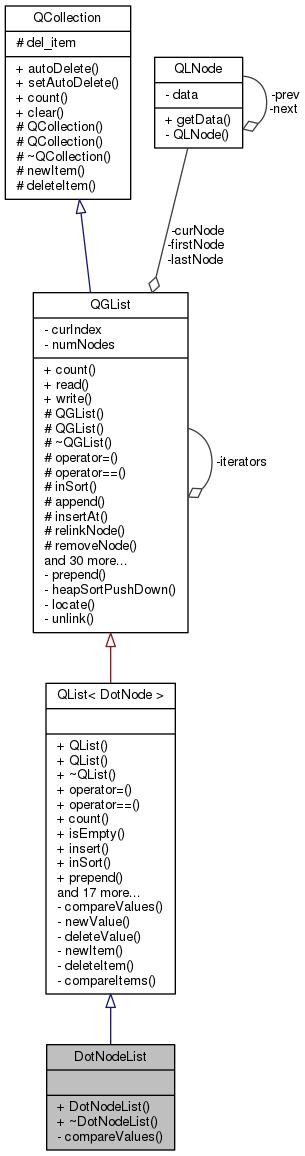 QCollection
# del_item
+ autoDelete()
+ setAutoDelete()
+ count()
+ clear()
# QCollection()
# QCollection()
# ~QCollection()
# newItem()
# deleteItem()
QLNode
- data
+ getData()
- QLNode()
-prev
-next
-curNode
-firstNode
-lastNode
QGList
- curIndex
- numNodes
+ count()
+ read()
+ write()
# QGList()
# QGList()
# ~QGList()
# operator=()
# operator==()
# inSort()
# append()
# insertAt()
# relinkNode()
# removeNode()
and 30 more...
- prepend()
- heapSortPushDown()
- locate()
- unlink()
-iterators
QList< DotNode >
+ QList()
+ QList()
+ ~QList()
+ operator=()
+ operator==()
+ count()
+ isEmpty()
+ insert()
+ inSort()
+ prepend()
and 17 more...
- compareValues()
- newValue()
- deleteValue()
- newItem()
- deleteItem()
- compareItems()
DotNodeList
+ DotNodeList()
+ ~DotNodeList()
- compareValues()